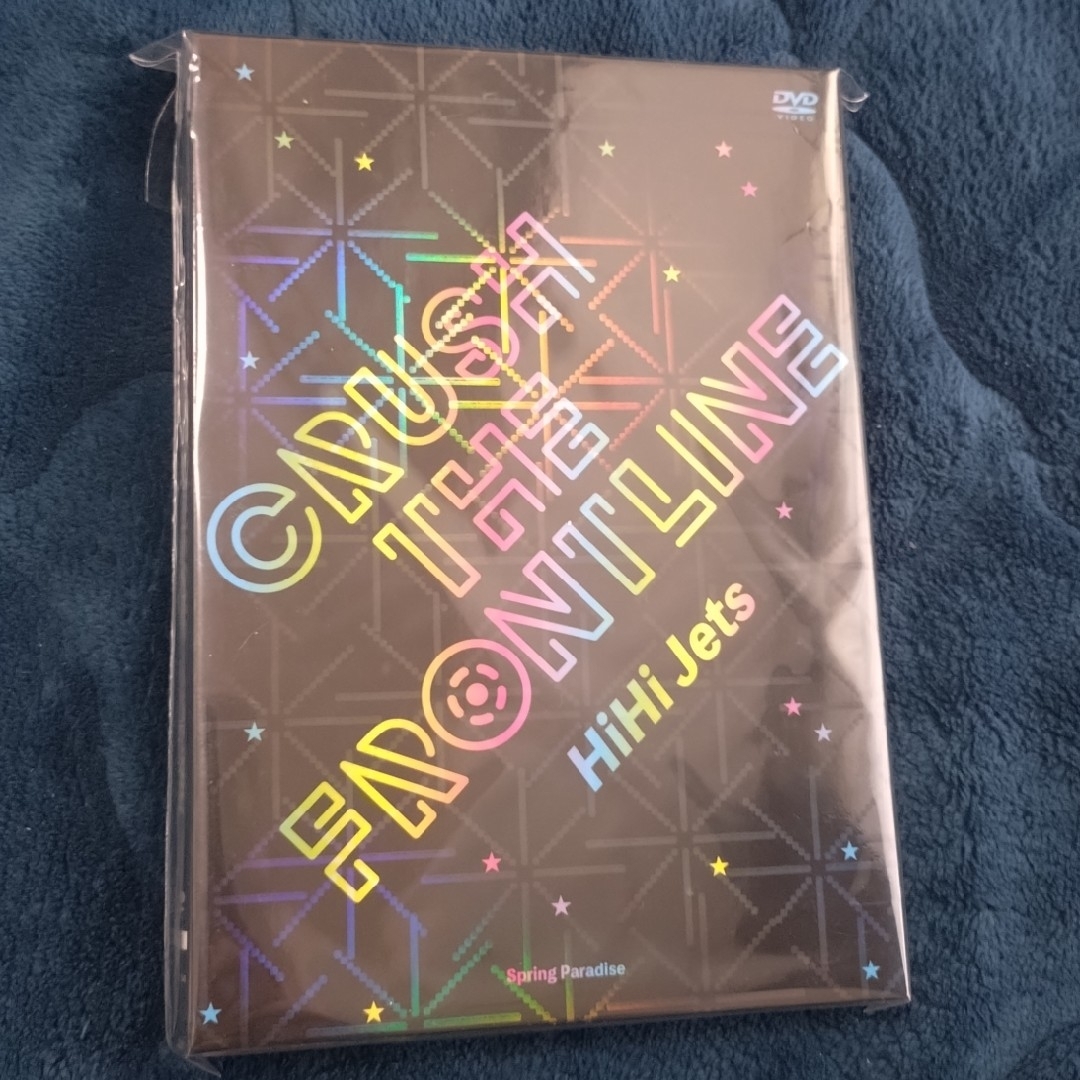 DVD
VIDEO
CRUSH
THE
FRONTLINE
HiHi Jets
Spring Paradise